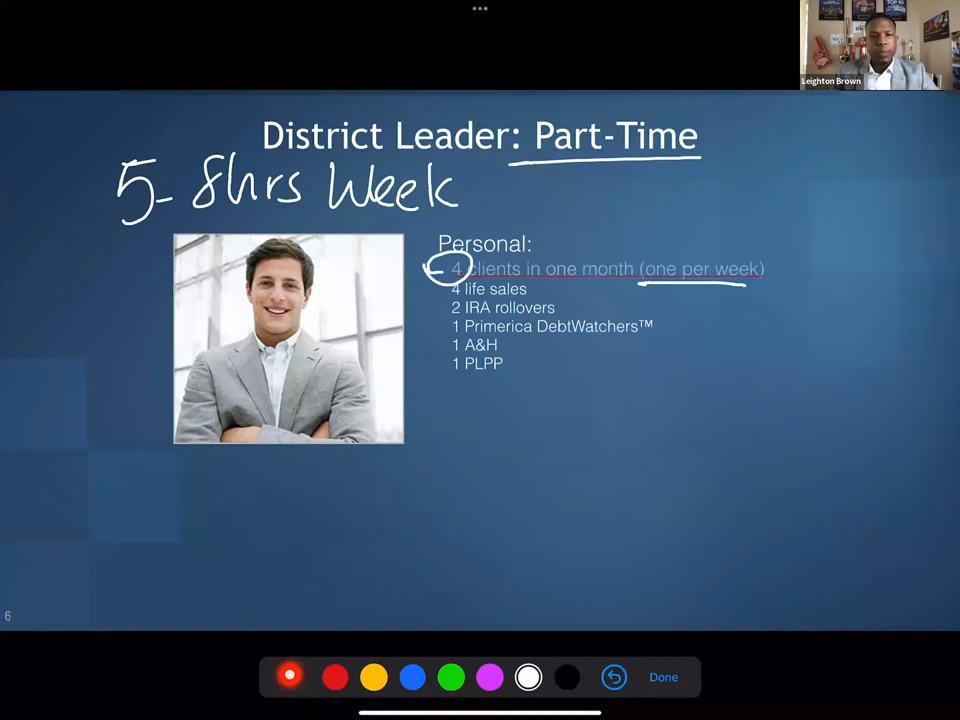 Leighton Brown
District Leader: Part-Time
5-8hrs Week
Personal:
4 clients in one month (one per week)
4 life sales
2 IRA rollovers
1 Primerica DebtWatchers™
1 A&H
1 PLPP
6
Done